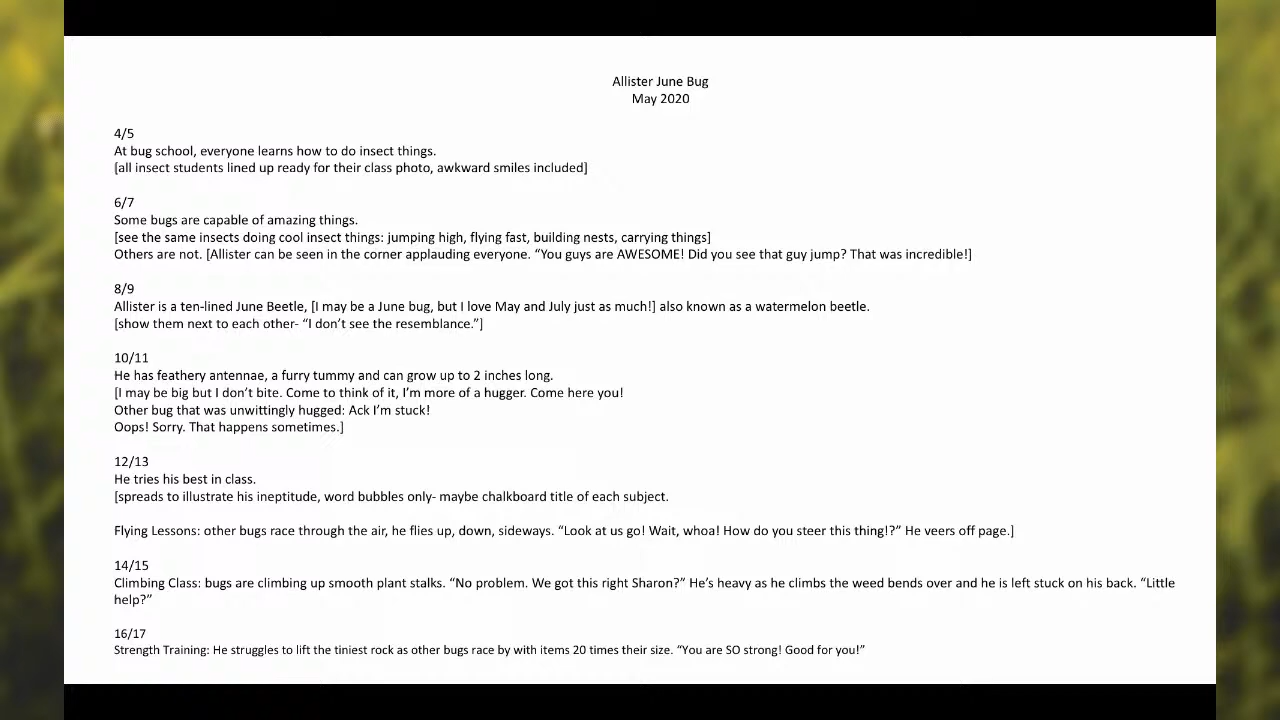 Allister June Bug
May 2020
4/5
At bug school, everyone learns how to do insect things.
[all insect students lined up ready for their class photo, awkward smiles included]
6/7
Some bugs are capable of amazing things.
[see the same insects doing cool insect things: jumping high, flying fast, building nests, carrying things]
Others are not. [Allister can be seen in the corner applauding everyone. “You guys are AWESOME! Did you see that guy jump? That was incredible!]
8/9
Allister is a ten-lined June Beetle, [I may be a June bug, but I love May and July just as much!] also known as a watermelon beetle.
[show them next to each other- “I don’t see the resemblance.”]
10/11
He has feathery antennae, a furry tummy and can grow up to 2 inches long.
[I may be big but I don’t bite. Come to think of it, I’m more of a hugger. Come here you!
Other bug that was unwittingly hugged: Ack I’m stuck!
Oops! Sorry. That happens sometimes.]
12/13
He tries his best in class.
[spreads to illustrate his ineptitude, word bubbles only- maybe chalkboard title of each subject.
Flying Lessons: other bugs race through the air, he flies up, down, sideways. “Look at us go! Wait, whoa! How do you steer this thing!?” He veers off page.]
14/15
Climbing Class: bugs are climbing up smooth plant stalks. “No problem. We got this right Sharon?” He’s heavy as he climbs the weed bends over and he is left stuck on his back. “Little
help?”
16/17
Strength Training: He struggles to lift the tiniest rock as other bugs race by with items 20 times their size. “You are SO strong! Good for you!”